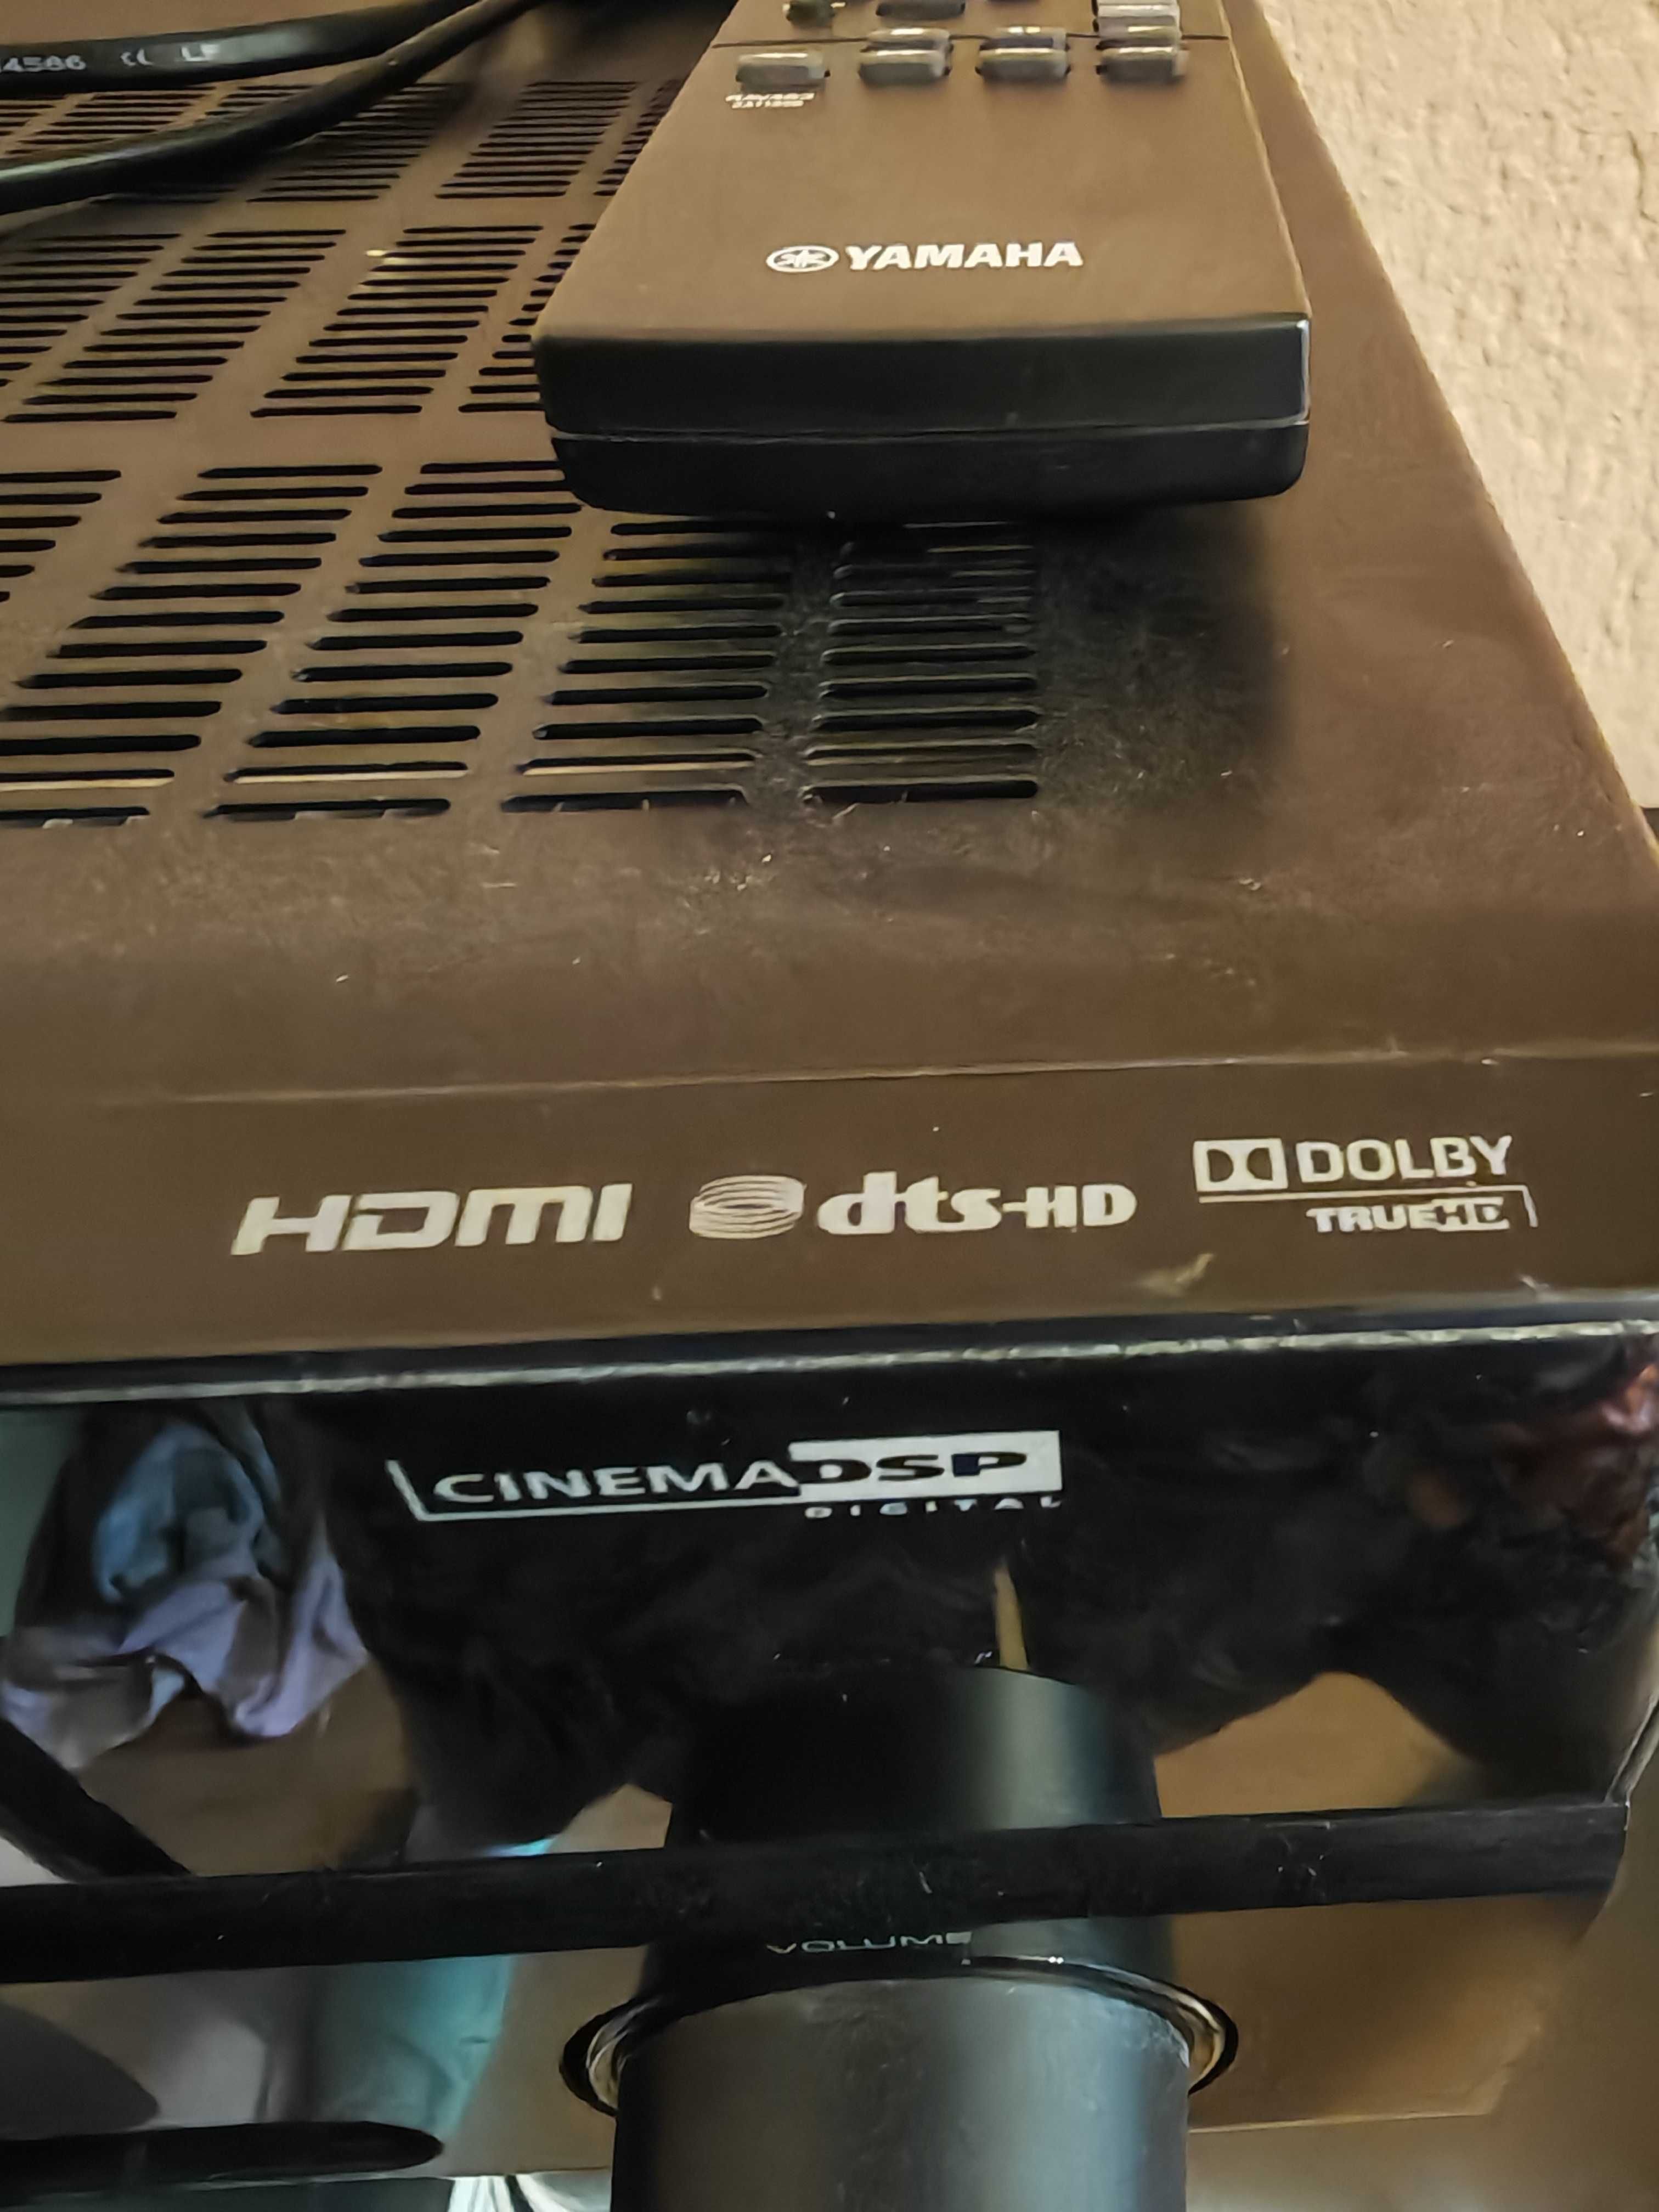 YAMAHA
HDMI dts-HD DOLBY
TRUEHD
CINEMA DSP
DIGITAL
VOLUME